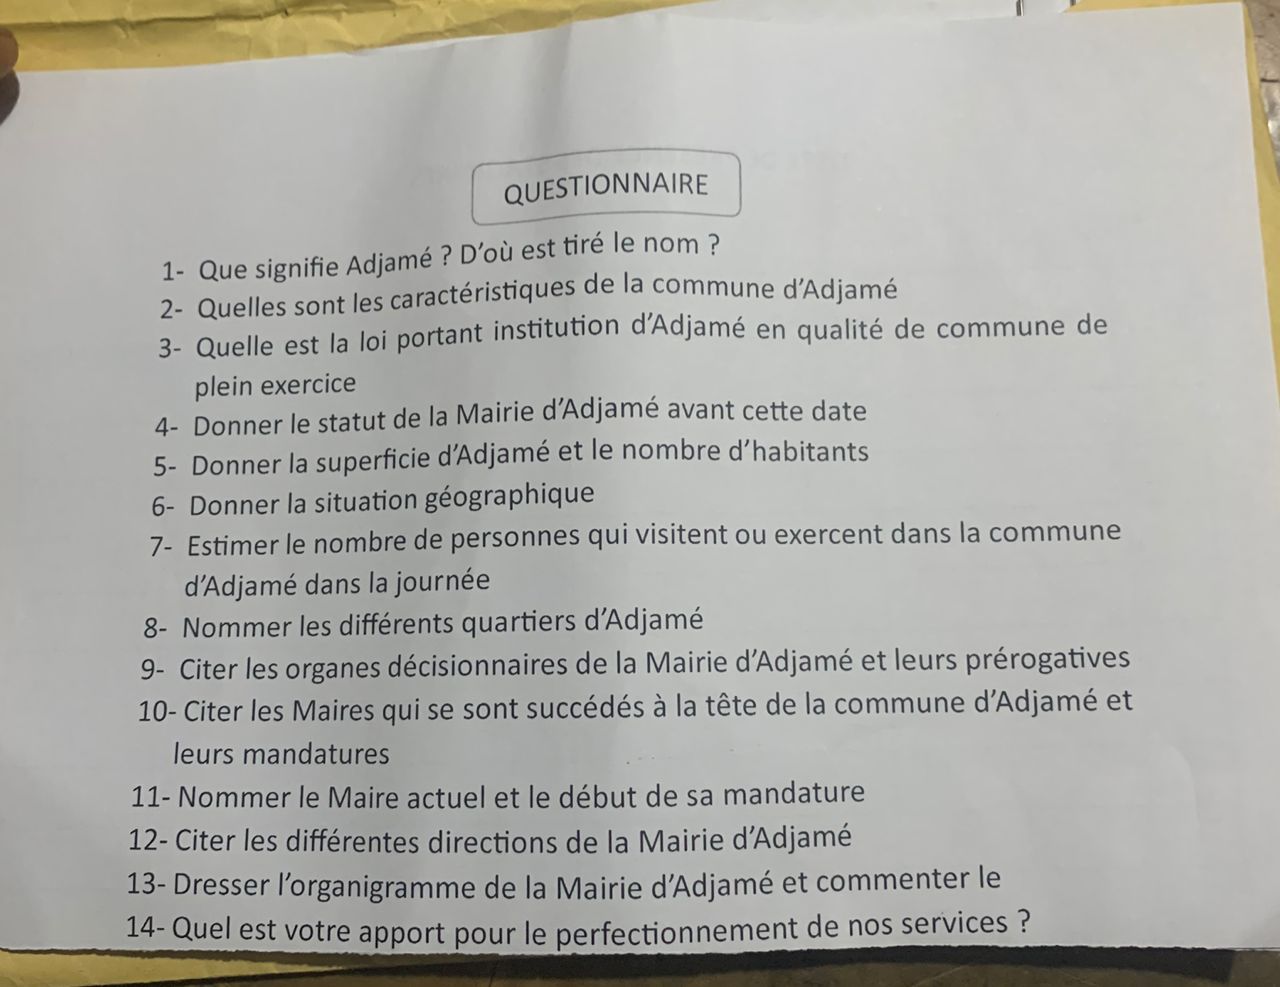 QUESTIONNAIRE
1- Que signifie Adjamé ? D’où est tiré le nom ?
2- Quelles sont les caractéristiques de la commune d’Adjamé
3- Quelle est la loi portant institution d’Adjamé en qualité de commune de
plein exercice
4- Donner le statut de la Mairie d’Adjamé avant cette date
5- Donner la superficie d’Adjamé et le nombre d’habitants
6- Donner la situation géographique
7- Estimer le nombre de personnes qui visitent ou exercent dans la commune
d’Adjamé dans la journée
8- Nommer les différents quartiers d’Adjamé
9- Citer les organes décisionnaires de la Mairie d’Adjamé et leurs prérogatives
10- Citer les Maires qui se sont succédés à la tête de la commune d’Adjamé et
leurs mandatures
11- Nommer le Maire actuel et le début de sa mandature
12- Citer les différentes directions de la Mairie d’Adjamé
13- Dresser l’organigramme de la Mairie d’Adjamé et commenter le
14- Quel est votre apport pour le perfectionnement de nos services ?